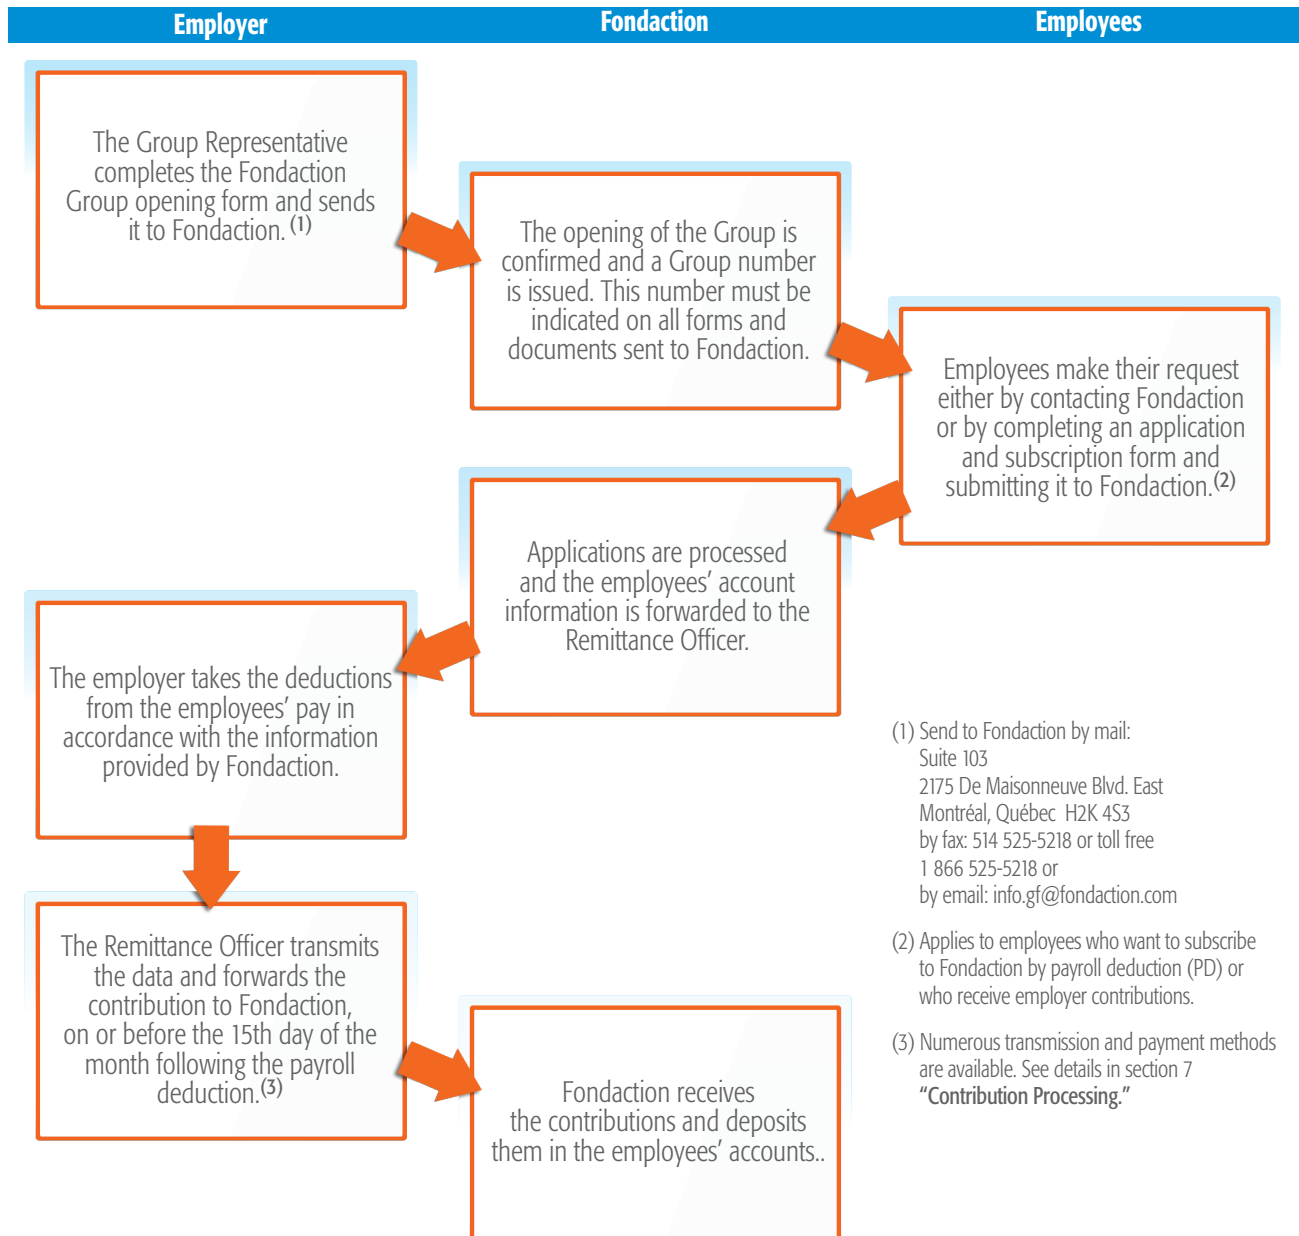 Employer
Fondaction
Employees
The Group Representative
completes the Fondaction
Group opening form and sends
it to Fondaction. (1)
The opening of the Group is
confirmed and a Group number
is issued. This number must be
indicated on all forms and
documents sent to Fondaction.
Employees make their request
either by contacting Fondaction
or by completing an application
and subscription form and
submitting it to Fondaction.(2)
Applications are processed
and the employees’ account
information is forwarded to the
Remittance Officer.
The employer takes the deductions
from the employees’ pay in
accordance with the information
provided by Fondaction.
The Remittance Officer transmits
the data and forwards the
contribution to Fondaction,
on or before the 15th day of the
month following the payroll
deduction.(3)
Fondaction receives
the contributions and deposits
them in the employees’ accounts..
(1) Send to Fondaction by mail:
Suite 103
2175 De Maisonneuve Blvd. East
Montréal, Québec H2K 4S3
by fax: 514 525-5218 or toll free
1 866 525-5218 or
by email: info.gf@fondaction.com
(2) Applies to employees who want to subscribe
to Fondaction by payroll deduction (PD) or
who receive employer contributions.
(3) Numerous transmission and payment methods
are available. See details in section 7
“Contribution Processing.”